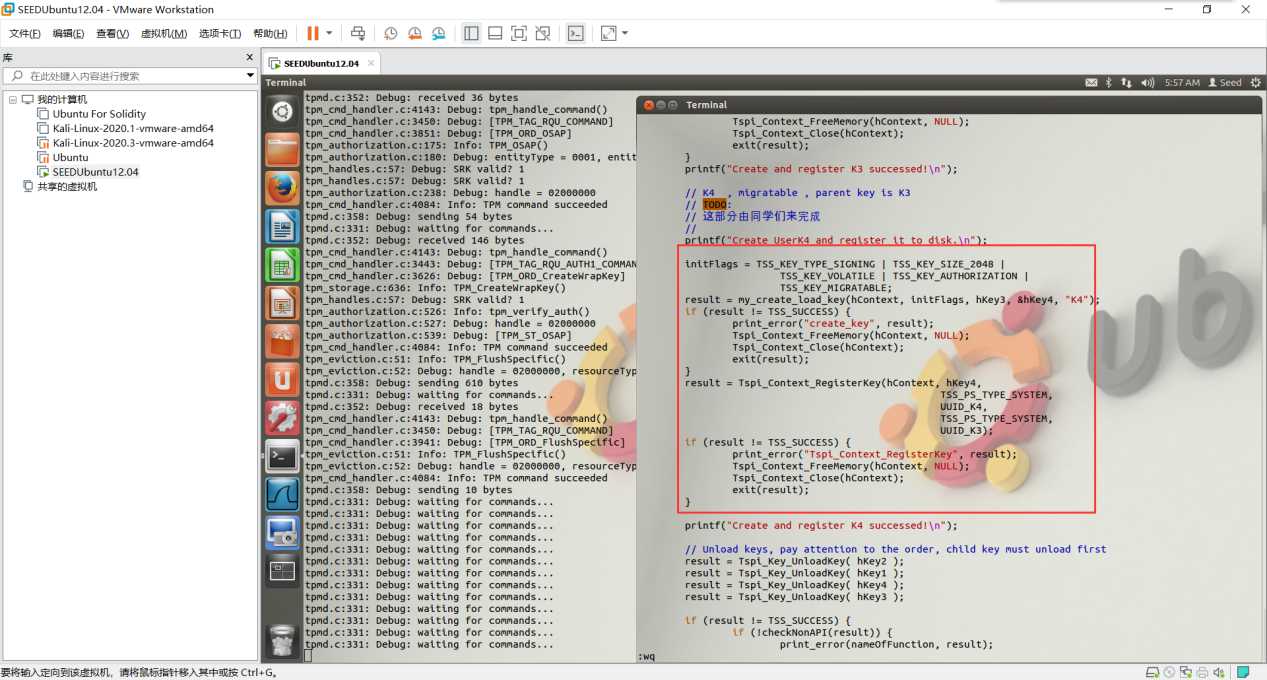 SEEDUbuntu12.04 - VMware Workstation
文件(F) 编辑(E) 查看(V) 虚拟机(M) 选项卡(T) 帮助(H)
库
在此处键入内容进行搜索
我的计算机
Ubuntu For Solidity
Kali-Linux-2020.1-vmware-amd64
Kali-Linux-2020.3-vmware-amd64
Ubuntu
SEEDUbuntu12.04
共享的虚拟机
SEEDUbuntu12.04
Terminal
5:57 AM Seed
tpmd.c:352: Debug: received 36 bytes
tpm_cmd_handler.c:4143: Debug: tpm_handle_command()
tpm_cmd_handler.c:3450: Debug: [TPM_TAG_RQU_COMMAND]
tpm_cmd_handler.c:3851: Debug: [TPM_ORD_OSAP]
tpm_authorization.c:175: Info: TPM_OSAP()
tpm_authorization.c:180: Debug: entityType = 0001, entit
tpm_handles.c:57: Debug: SRK valid? 1
tpm_handles.c:57: Debug: SRK valid? 1
tpm_authorization.c:238: Debug: handle = 02000000
tpm_cmd_handler.c:4084: Info: TPM command succeeded
tpmd.c:358: Debug: sending 54 bytes
tpmd.c:331: Debug: waiting for commands...
tpmd.c:352: Debug: received 146 bytes
tpm_cmd_handler.c:4143: Debug: tpm_handle_command()
tpm_cmd_handler.c:3443: Debug: [TPM_TAG_RQU_AUTH1_COMMAN
tpm_cmd_handler.c:3626: Debug: [TPM_ORD_CreateWrapKey]
tpm_storage.c:636: Info: TPM_CreateWrapKey()
tpm_handles.c:57: Debug: SRK valid? 1
tpm_authorization.c:526: Info: tpm_verify_auth()
tpm_authorization.c:527: Debug: handle = 02000000
tpm_authorization.c:539: Debug: [TPM_ST_OSAP]
tpm_cmd_handler.c:4084: Info: TPM command succeeded
tpm_eviction.c:51: Info: TPM_FlushSpecific()
tpm_eviction.c:52: Debug: handle = 02000000, resourceTyp
tpmd.c:358: Debug: sending 610 bytes
tpmd.c:331: Debug: waiting for commands...
tpmd.c:352: Debug: received 18 bytes
tpm_cmd_handler.c:4143: Debug: tpm_handle_command()
tpm_cmd_handler.c:3450: Debug: [TPM_TAG_RQU_COMMAND]
tpm_cmd_handler.c:3941: Debug: [TPM_ORD_FlushSpecific]
tpm_eviction.c:51: Info: TPM_FlushSpecific()
tpm_eviction.c:52: Debug: handle = 02000000, resourceTyp
tpm_cmd_handler.c:4084: Info: TPM command succeeded
tpmd.c:358: Debug: sending 10 bytes
tpmd.c:331: Debug: waiting for commands...
tpmd.c:331: Debug: waiting for commands...
tpmd.c:331: Debug: waiting for commands...
tpmd.c:331: Debug: waiting for commands...
tpmd.c:331: Debug: waiting for commands...
tpmd.c:331: Debug: waiting for commands...
tpmd.c:331: Debug: waiting for commands...
tpmd.c:331: Debug: waiting for commands...
tpmd.c:331: Debug: waiting for commands...
tpmd.c:331: Debug: waiting for commands...
tpmd.c:331: Debug: waiting for commands...
tpmd.c:331: Debug: waiting for commands...
tpmd.c:331: Debug: waiting for commands...
Terminal
Tspi_Context_FreeMemory(hContext, NULL);
Tspi_Context_Close(hContext);
exit(result);
}
printf("Create and register K3 successed!\n");
// K4 , migratable , parent key is K3
// TODO:
// 这部分由同学们来完成
//
printf("Create UserK4 and register it to disk.\n");
initFlags = TSS_KEY_TYPE_SIGNING | TSS_KEY_SIZE_2048 |
TSS_KEY_VOLATILE | TSS_KEY_AUTHORIZATION |
TSS_KEY_MIGRATABLE;
result = my_create_load_key(hContext, initFlags, hKey3, &hKey4, "K4");
if (result != TSS_SUCCESS) {
print_error("create_key", result);
Tspi_Context_FreeMemory(hContext, NULL);
Tspi_Context_Close(hContext);
exit(result);
}
result = Tspi_Context_RegisterKey(hContext, hKey4,
TSS_PS_TYPE_SYSTEM,
UUID_K4,
TSS_PS_TYPE_SYSTEM,
UUID_K3);
if (result != TSS_SUCCESS) {
print_error("Tspi_Context_RegisterKey", result);
Tspi_Context_FreeMemory(hContext, NULL);
Tspi_Context_Close(hContext);
exit(result);
}
printf("Create and register K4 successed!\n");
// Unload keys, pay attention to the order, child key must unload first
result = Tspi_Key_UnloadKey( hKey2 );
result = Tspi_Key_UnloadKey( hKey1 );
result = Tspi_Key_UnloadKey( hKey4 );
result = Tspi_Key_UnloadKey( hKey3 );
if (result != TSS_SUCCESS) {
if (!checkNonAPI(result)) {
print_error(nameOfFunction, result);
:wq
ub
要将输入定向到该虚拟机，请将鼠标指针移入其中或按 Ctrl+G。